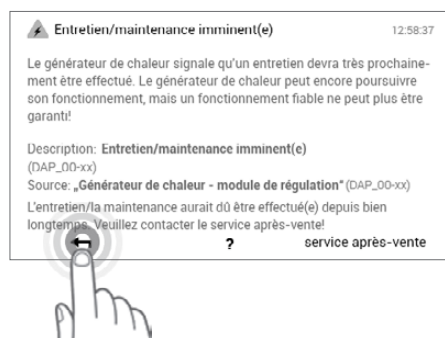 Entretien/maintenance imminent(e) 12:58:37
Le générateur de chaleur signale qu'un entretien devra très prochaine-
ment être effectué. Le générateur de chaleur peut encore poursuivre
son fonctionnement, mais un fonctionnement fiable ne peut plus être
garanti!
Description: Entretien/maintenance imminent(e)
(DAP_00-xx)
Source: „Générateur de chaleur - module de régulation" (DAP_00-xx)
L'entretien/la maintenance aurait dû être effectué(e) depuis bien
longtemps. Veuillez contacter le service après-vente!
? service après-vente